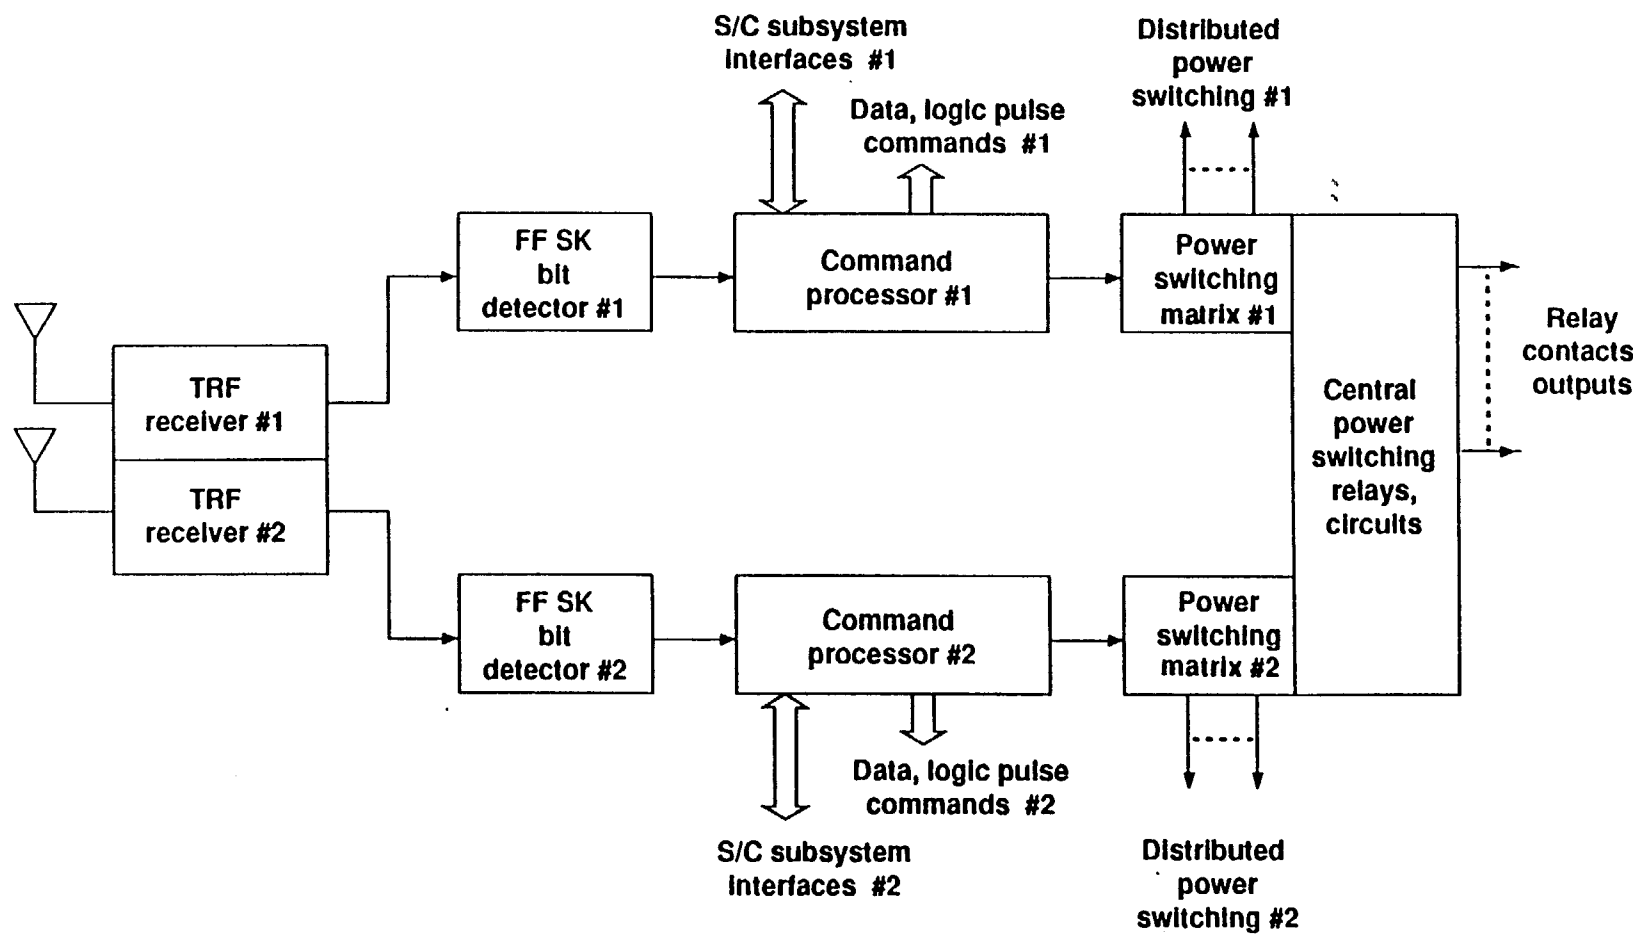 S/C subsystem
interfaces #1
Distributed
power
switching #1
Data, logic pulse
commands #1
FF SK
bit
detector #1
Command
processor #1
Power
switching
matrix #1
TRF
receiver #1
TRF
receiver #2
Central
power
switching
relays,
circuits
Relay
contacts
outputs
FF SK
bit
detector #2
Command
processor #2
Power
switching
matrix #2
Data, logic pulse
commands #2
S/C subsystem
interfaces #2
Distributed
power
switching #2